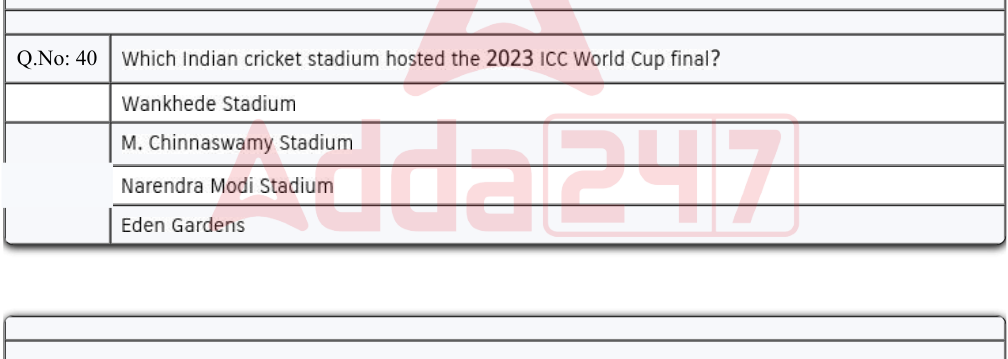 Q.No: 40 Which Indian cricket stadium hosted the 2023 ICC World Cup final?
Wankhede Stadium
M. Chinnaswamy Stadium
Narendra Modi Stadium
Eden Gardens
Adda247